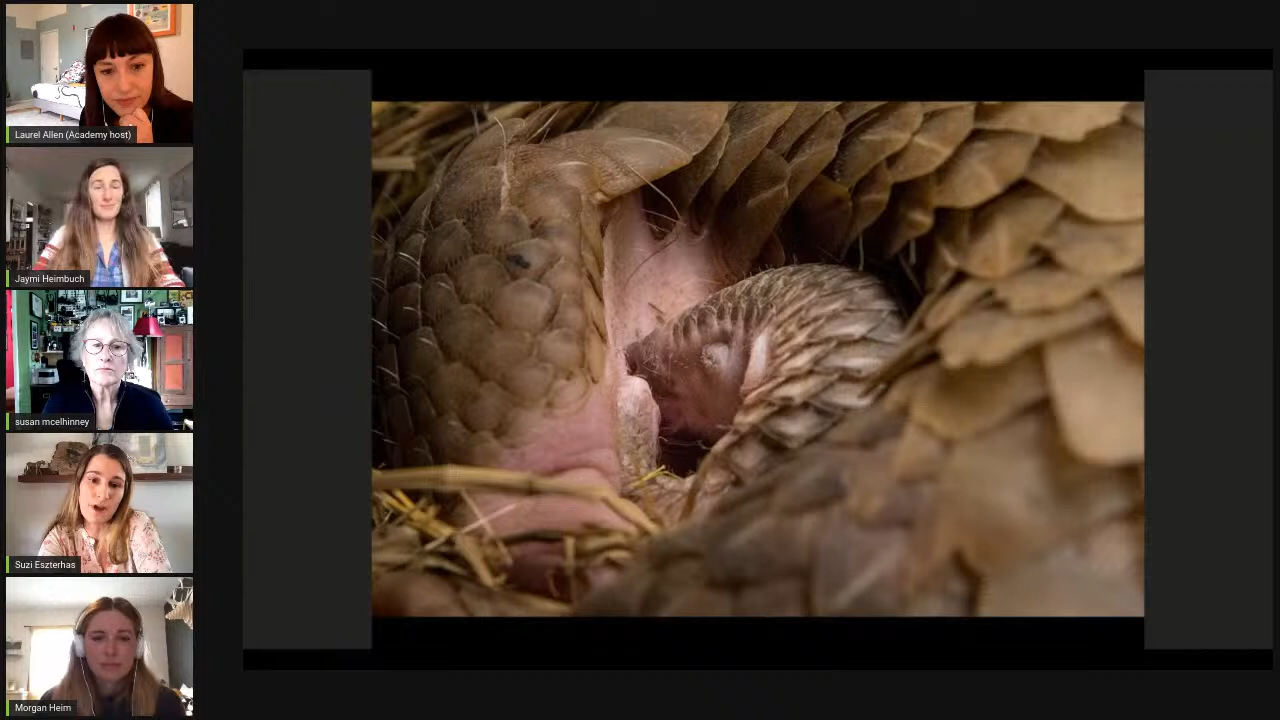 Laurel Allen (Academy host)
Jaymi Heimbuch
susan mcelhinney
Suzi Eszterhas
Morgan Heim